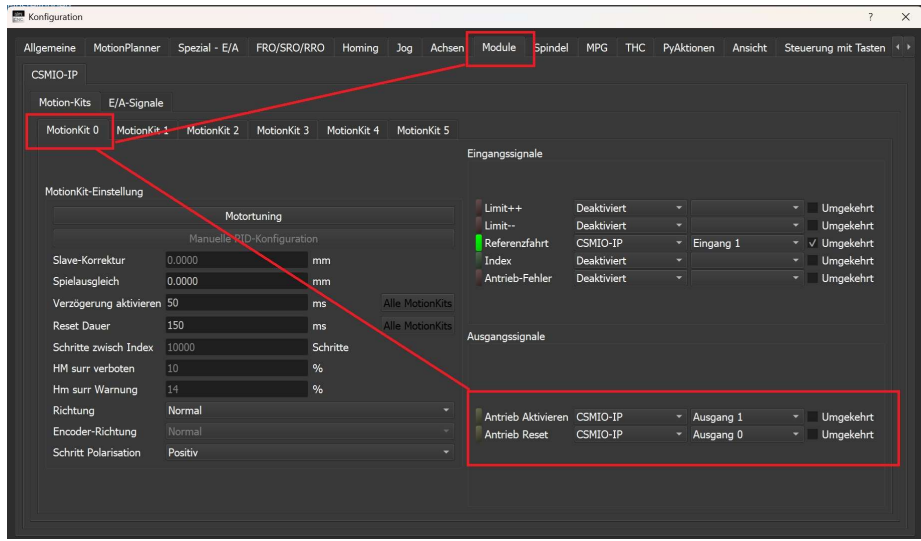 Konfiguration
? ×
Allgemeine MotionPlanner Spezial - E/A FRO/SRO/RRO Homing Jog Achsen Module Spindel MPG THC PyAktionen Ansicht Steuerung mit Tasten
CSMIO-IP
Motion-Kits E/A-Signale
MotionKit 0 MotionKit 1 MotionKit 2 MotionKit 3 MotionKit 4 MotionKit 5
MotionKit-Einstellung
Motortuning
Manuelle PID-Konfiguration
Slave-Korrektur 0.0000 mm
Spielausgleich 0.0000 mm
Verzögerung aktivieren 50 ms Alle MotionKits
Reset Dauer 150 ms Alle MotionKits
Schritte zwisch Index 10000 Schritte
HM surr verboten 10 %
Hm surr Warnung 14 %
Richtung Normal
Encoder-Richtung Normal
Schritt Polarisation Positiv
Eingangssignale
Limit++ Deaktiviert Umgekehrt
Limit-- Deaktiviert Umgekehrt
Referenzfahrt CSMIO-IP Eingang 1 Umgekehrt
Index Deaktiviert Umgekehrt
Antrieb-Fehler Deaktiviert Umgekehrt
Ausgangssignale
Antrieb Aktivieren CSMIO-IP Ausgang 1 Umgekehrt
Antrieb Reset CSMIO-IP Ausgang 0 Umgekehrt